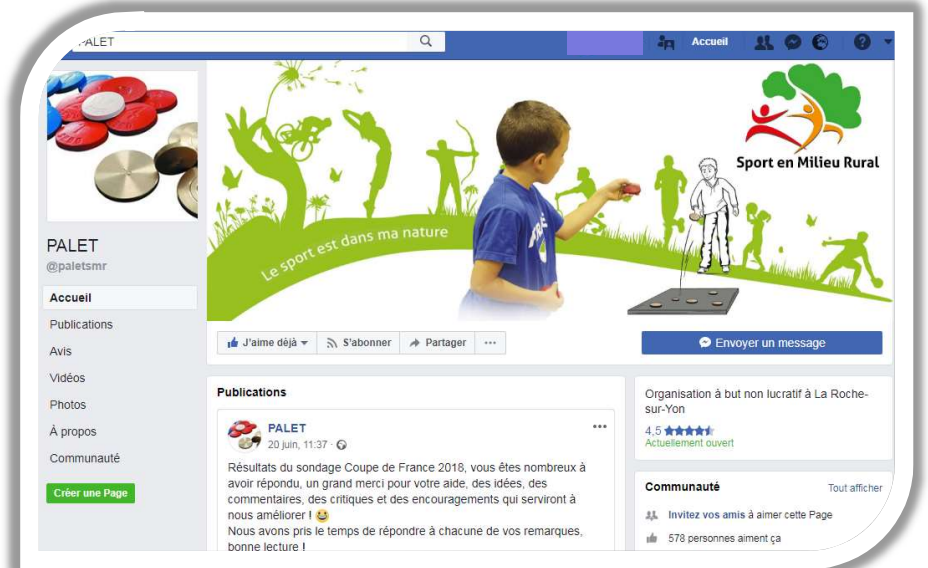 PALET
Accueil
Sport en Milieu Rural
Le sport est dans ma nature
PALET
@paletsmr
Accueil
Publications
Avis
Vidéos
Photos
À propos
Communauté
Créer une Page
J'aime déjà
S'abonner
Partager
Envoyer un message
Publications
PALET
20 juin, 11:37
Résultats du sondage Coupe de France 2018, vous êtes nombreux à
avoir répondu, un grand merci pour votre aide, des idées, des
commentaires, des critiques et des encouragements qui serviront à
nous améliorer !
Nous avons pris le temps de répondre à chacune de vos remarques,
bonne lecture !
Organisation à but non lucratif à La Roche-
sur-Yon
4,5
Actuellement ouvert
Communauté
Tout afficher
Invitez vos amis à aimer cette Page
578 personnes aiment ça